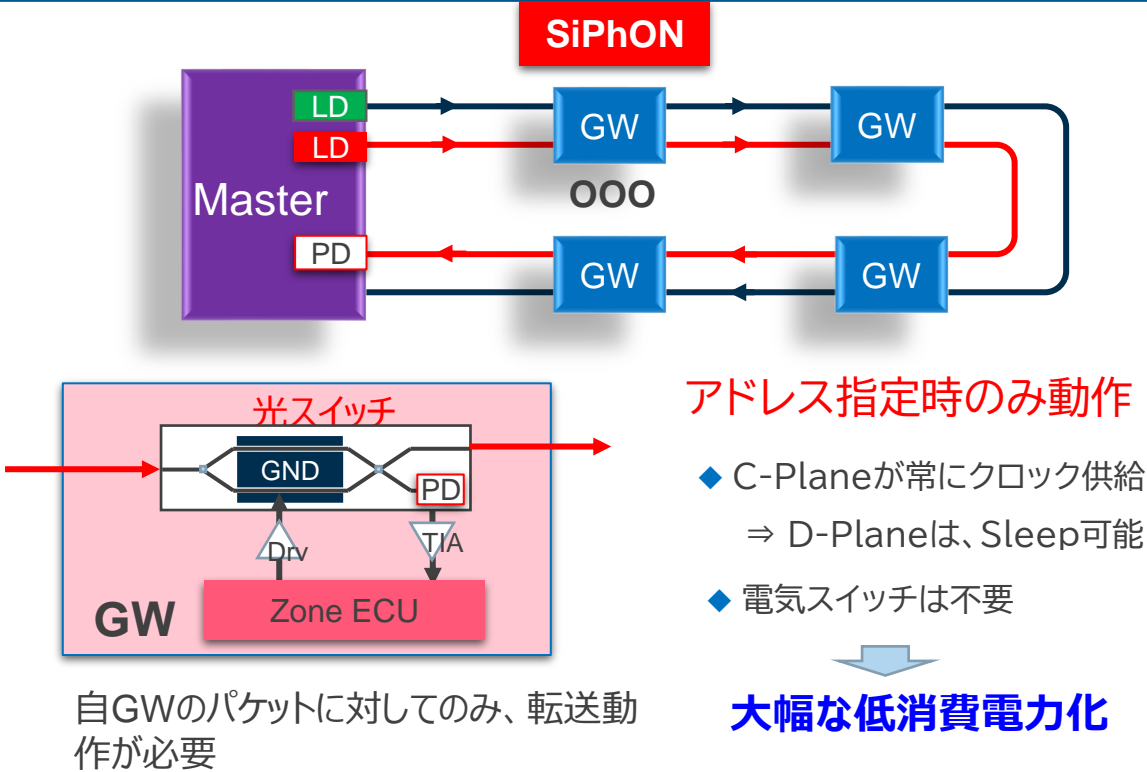 SiPhON
LD
LD
Master
PD
GW
GW
OOO
GW
GW
光スイッチ
GND
PD
Drv
TIA
Zone ECU
GW
自GWのパケットに対してのみ、転送動
作が必要
アドレス指定時のみ動作
◆ C-Planeが常にクロック供給
⇒ D-Planeは、Sleep可能
◆ 電気スイッチは不要
大幅な低消費電力化